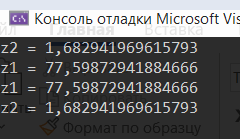 Консоль отладки Microsoft Vis
z2 = 1,682941969615793
z1 = 77,59872941884666
z1 = 77,59872941884666
z2 = 1,682941969615793
Формат по образцу